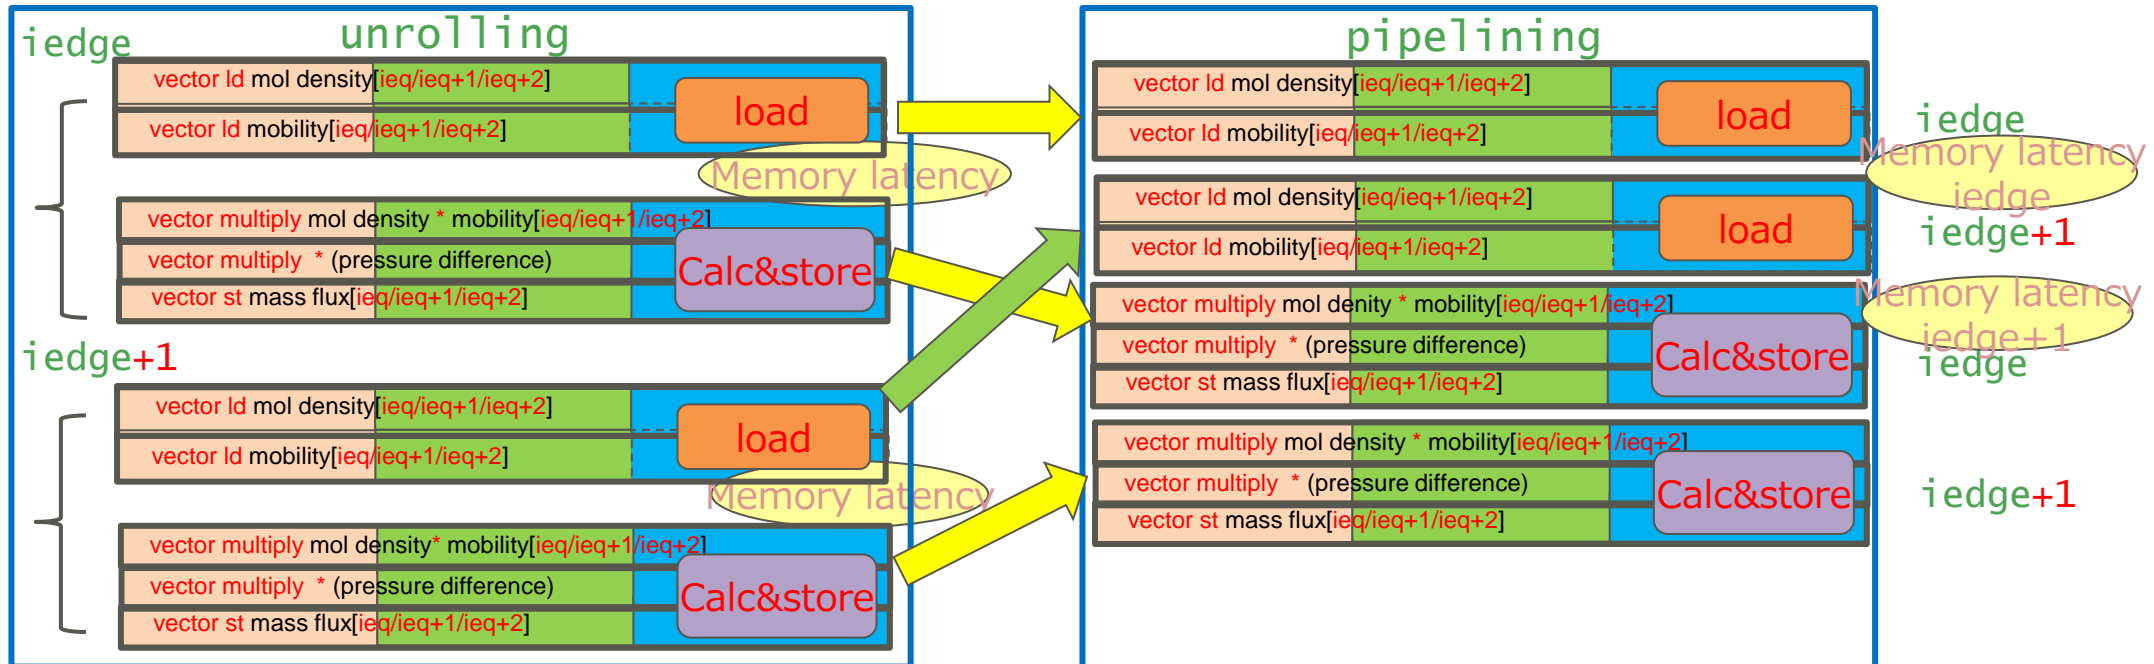 unrolling
iedge
vector ld mol density[ieq/ieq+1/ieq+2]
vector ld mobility[ieq/ieq+1/ieq+2]
load
Memory latency
vector multiply mol density * mobility[ieq/ieq+1/ieq+2]
vector multiply * (pressure difference)
vector st mass flux[ieq/ieq+1/ieq+2]
Calc&store
iedge+1
vector ld mol density[ieq/ieq+1/ieq+2]
vector ld mobility[ieq/ieq+1/ieq+2]
load
Memory latency
vector multiply mol density* mobility[ieq/ieq+1/ieq+2]
vector multiply * (pressure difference)
vector st mass flux[ieq/ieq+1/ieq+2]
Calc&store
pipelining
vector ld mol density[ieq/ieq+1/ieq+2]
vector ld mobility[ieq/ieq+1/ieq+2]
load
iedge
Memory latency
iedge
vector ld mol density[ieq/ieq+1/ieq+2]
vector ld mobility[ieq/ieq+1/ieq+2]
load
iedge+1
Memory latency
iedge+1
vector multiply mol denity * mobility[ieq/ieq+1/ieq+2]
vector multiply * (pressure difference)
vector st mass flux[ieq/ieq+1/ieq+2]
Calc&store
iedge
vector multiply mol density * mobility[ieq/ieq+1/ieq+2]
vector multiply * (pressure difference)
vector st mass flux[ieq/ieq+1/ieq+2]
Calc&store
iedge+1